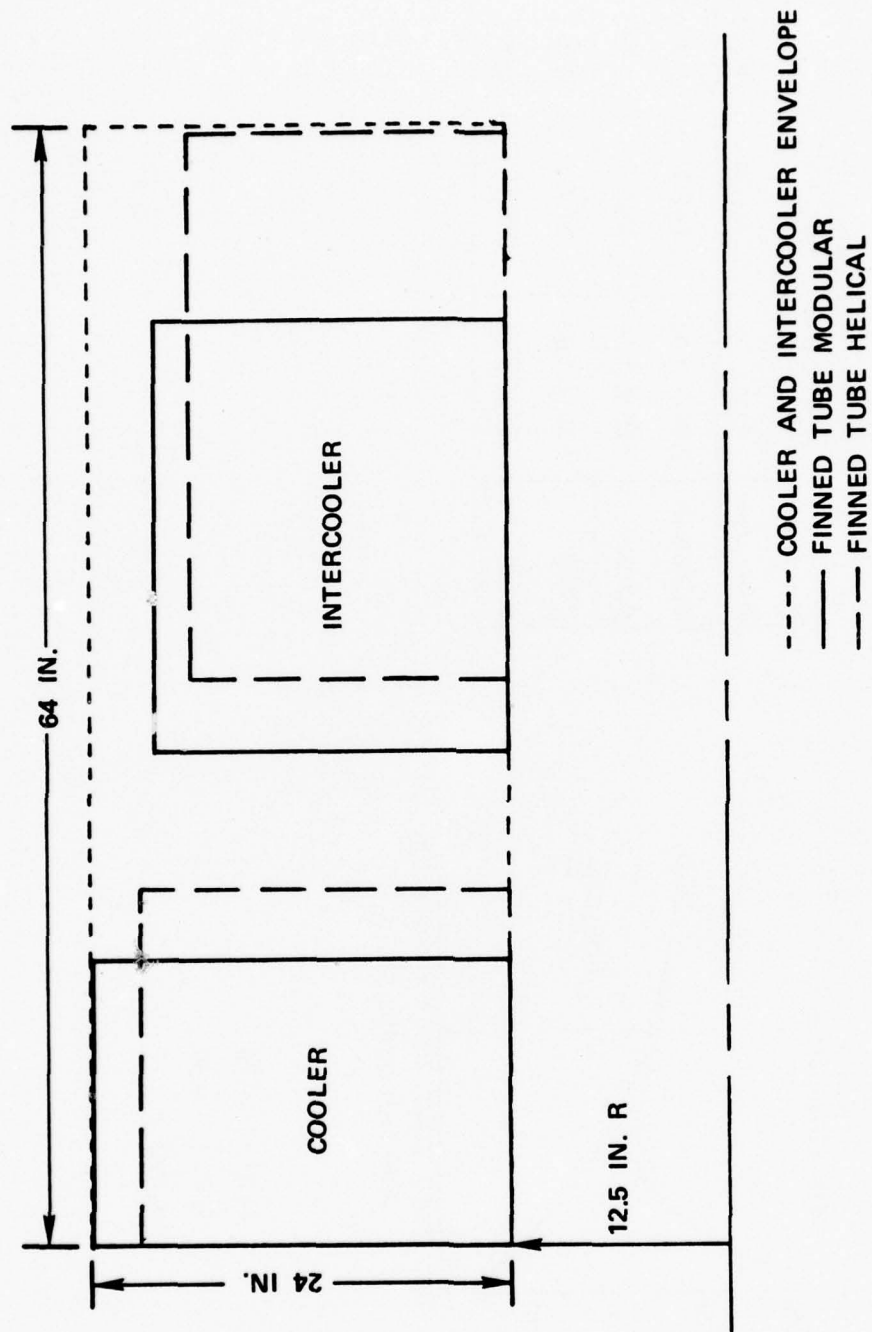 64 IN.
24 IN.
COOLER
INTERCOOLER
12.5 IN. R
COOLER AND INTERCOOLER ENVELOPE
FINNED TUBE MODULAR
FINNED TUBE HELICAL